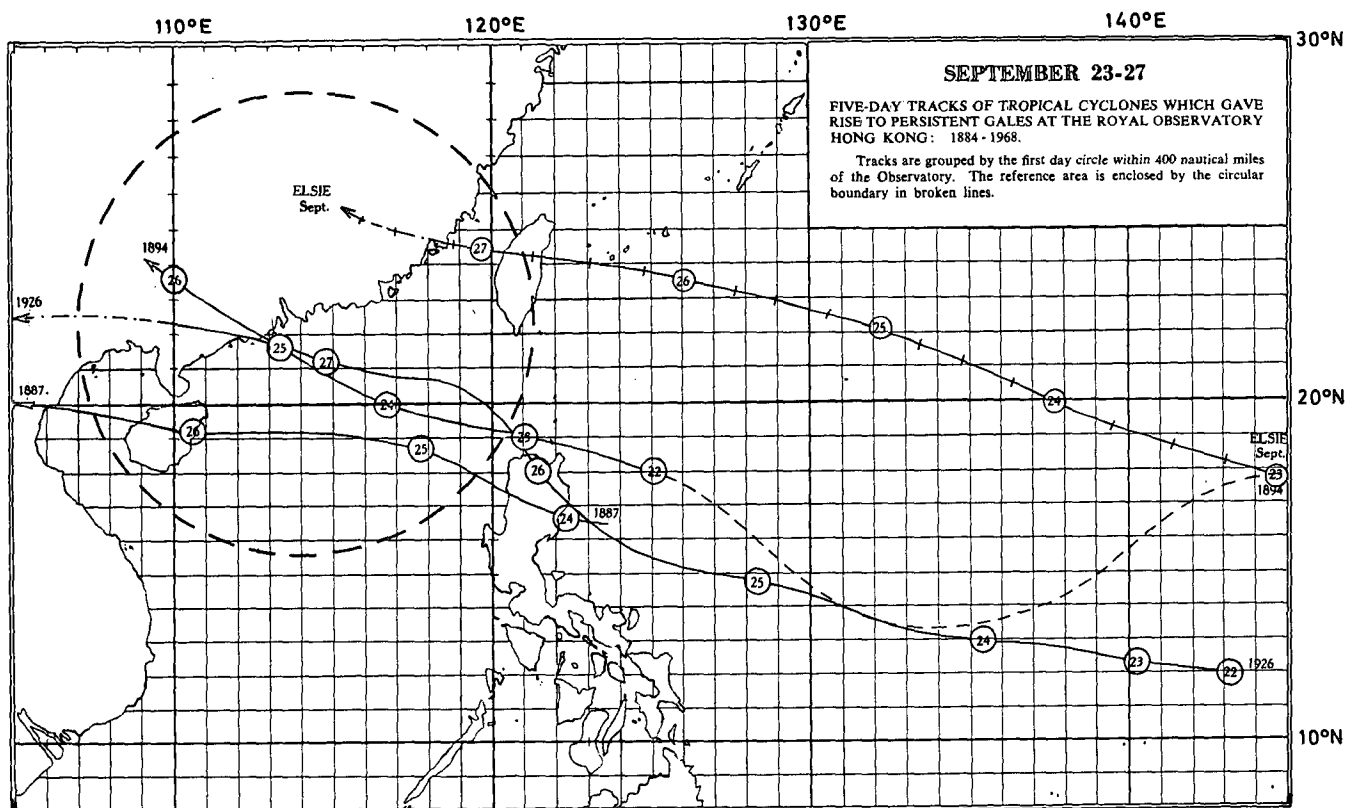 110°E 120°E 130°E 140°E
30°N
SEPTEMBER 23-27
FIVE-DAY TRACKS OF TROPICAL CYCLONES WHICH GAVE
RISE TO PERSISTENT GALES AT THE ROYAL OBSERVATORY
HONG KONG: 1884-1968.
Tracks are grouped by the first day circle within 400 nautical miles
of the Observatory. The reference area is enclosed by the circular
boundary in broken lines.
ELSIE
Sept.
1894
26
27
26
1926
25
27
25
1887.
24
24
20°N
26
25
23
26
22
ELSIE
Sept.
23
1894
24
1887
25
24
23
22
1926
10°N